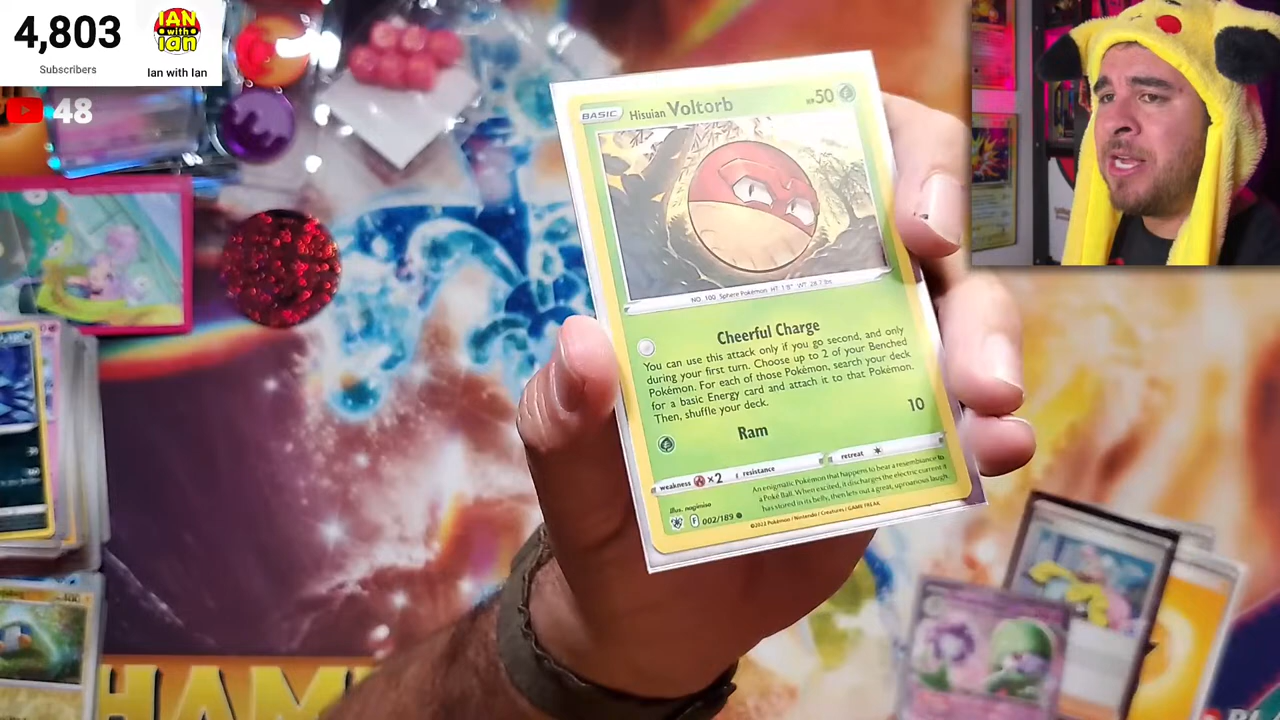 4,803
Subscribers
IAN
with
ian
Ian with Ian
48
BASIC
Hisuian Voltorb
HP 50
NO. 100 Sphere Pokémon HT: 1'8" WT: 28.7 lbs.
Cheerful Charge
You can use this attack only if you go second, and only
during your first turn. Choose up to 2 of your Benched
Pokémon. For each of those Pokémon, search your deck
for a basic Energy card and attach it to that Pokémon.
Then, shuffle your deck.
Ram
10
weakness ×2 resistance
retreat
An enigmatic Pokémon that happens to bear a resemblance to
a Poké Ball. When excited, it discharges the electric current it
has stored in its belly, then lets out a great, uproarious laugh.
Illus. nagimiso
F 002/189
©2022 Pokémon / Nintendo / Creatures / GAME FREAK